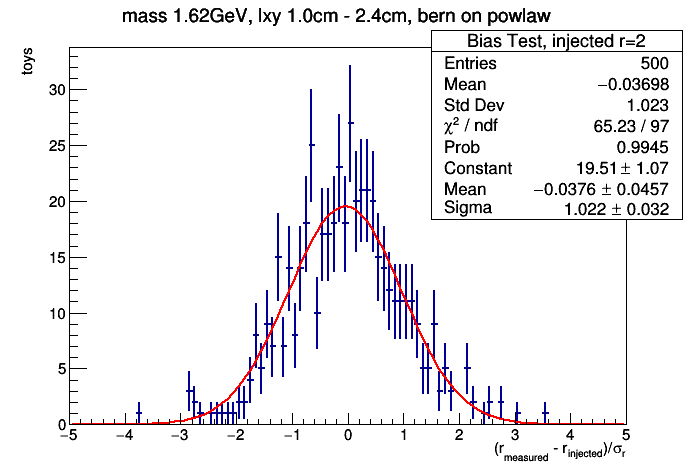 mass 1.62GeV, lxy 1.0cm - 2.4cm, bern on powlaw
Bias Test, injected r=2
Entries 500
Mean −0.03698
Std Dev 1.023
χ² / ndf 65.23 / 97
Prob 0.9945
Constant 19.51 ± 1.07
Mean −0.0376 ± 0.0457
Sigma 1.022 ± 0.032
toys
30
25
20
15
10
5
0
−5 −4 −3 −2 −1 0 1 2 3 4 5
(r_measured - r_injected)/σ_r